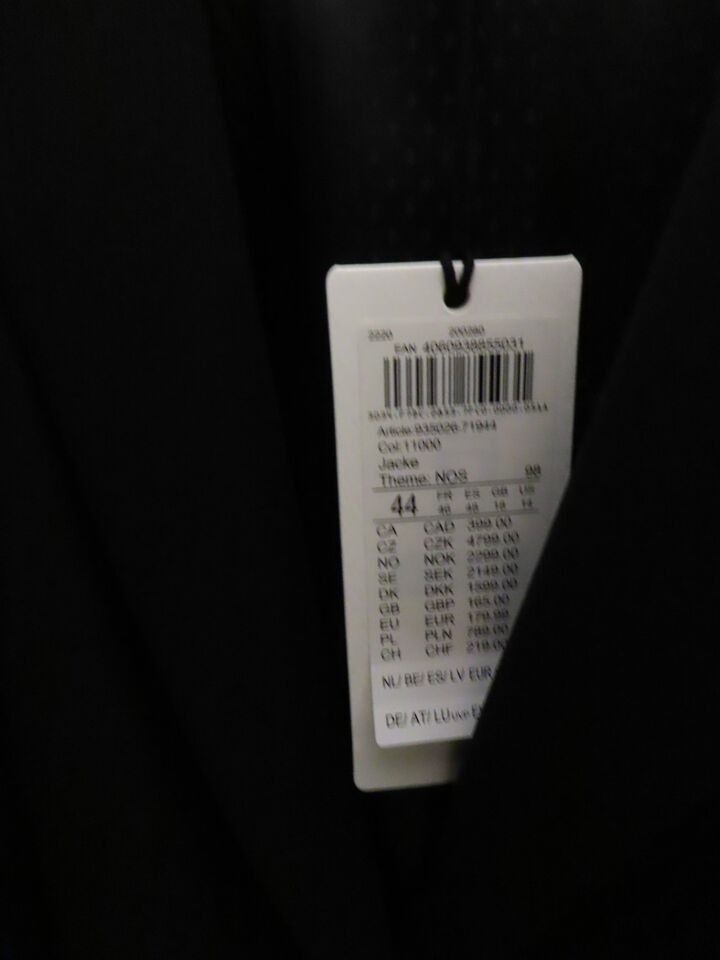 2220 200280
EAN 4060938855031
Article:935026-71944
Col:11000
Jacke
Theme: NOS 98
44 FR ES GB US
CA CAD 399.00
CZ CZK 4799.00
NO NOK 2299.00
SE SEK 2149.00
DK DKK 1599.00
GB GBP 165.00
EU EUR 179.99
PL PLN 789.00
CH CHF 219.00
NL/ BE/ ES/ LV EUR
DE/ AT/ LU